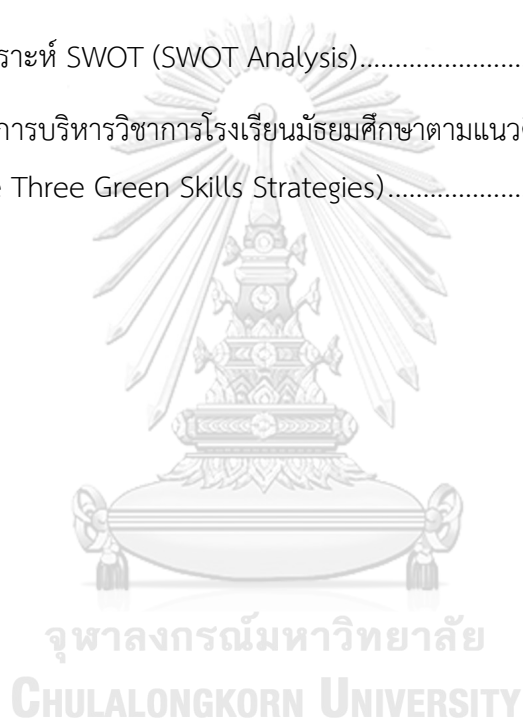 ราะห์ SWOT (SWOT Analysis)......................
การบริหารวิชาการโรงเรียนมัธยมศึกษาตามแนว
Three Green Skills Strategies)...................
จุฬาลงกรณ์มหาวิทยาลัย
CHULALONGKORN UNIVERSITY